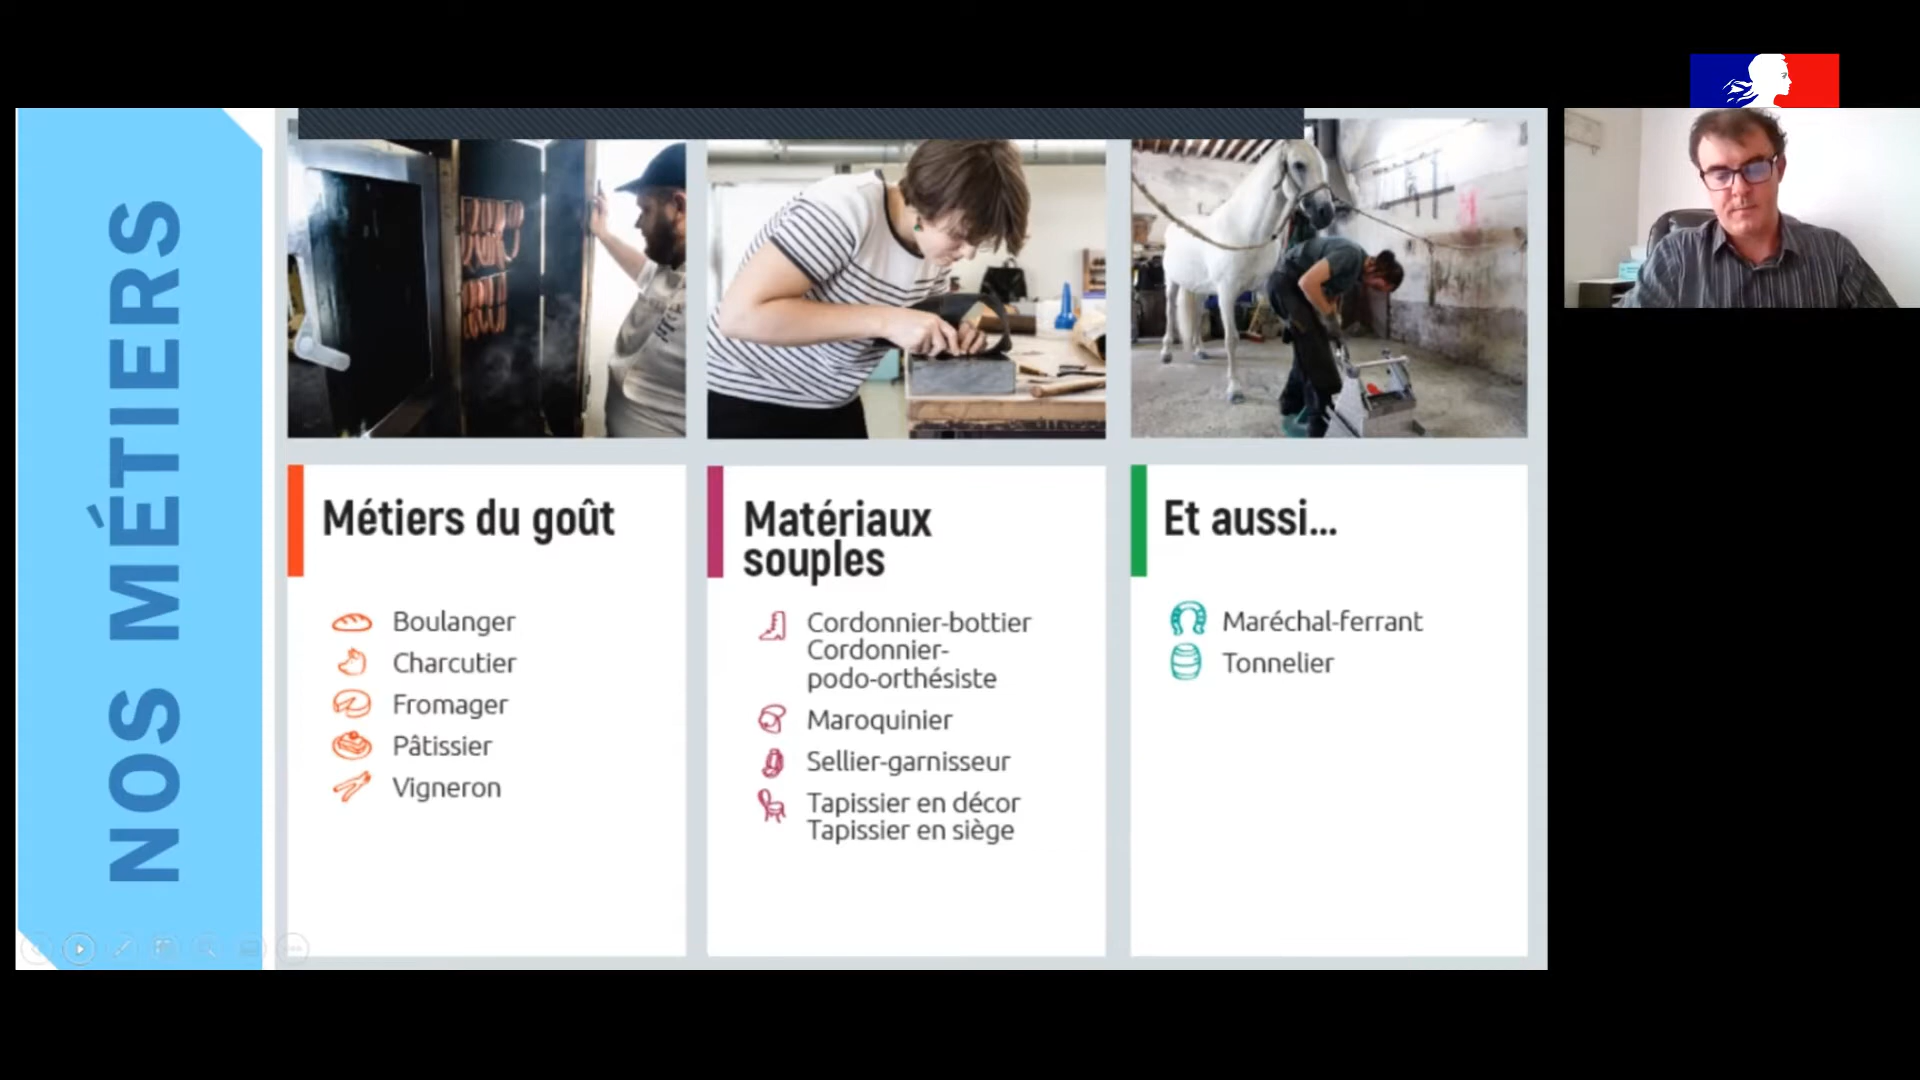 NOS MÉTIERS
Métiers du goût
Boulanger
Charcutier
Fromager
Pâtissier
Vigneron
Matériaux
souples
Cordonnier-bottier
Cordonnier-
podo-orthésiste
Maroquinier
Sellier-garnisseur
Tapissier en décor
Tapissier en siège
Et aussi...
Maréchal-ferrant
Tonnelier